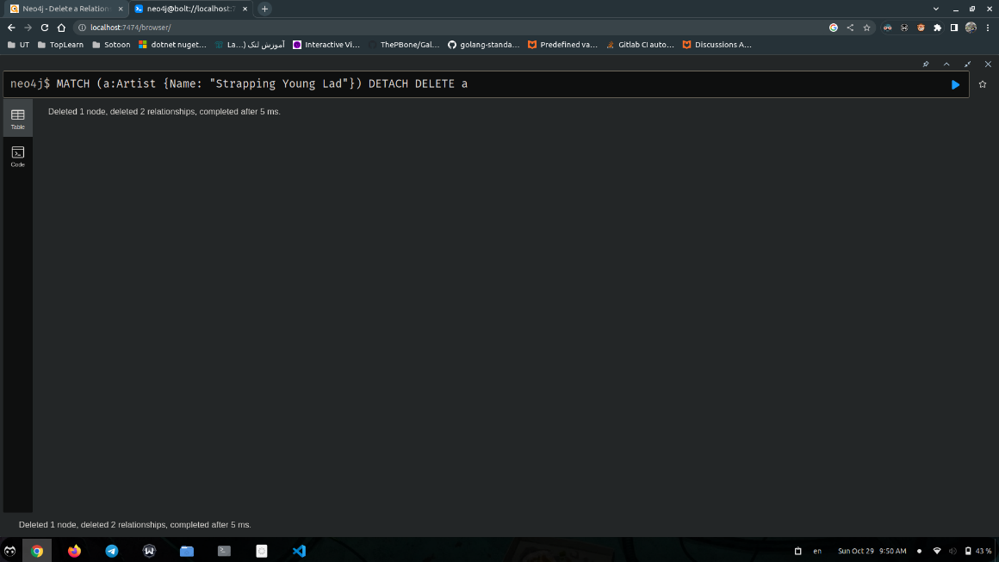 Neo4j - Delete a Relations
neo4j@bolt://localhost:7
localhost:7474/browser/
UT TopLearn Sotoon dotnet nuget… La…) آموزش لنک Interactive Vi… ThePBone/Gal… golang-standa… Predefined va… Gitlab CI auto… Discussions A…
neo4j$ MATCH (a:Artist {Name: "Strapping Young Lad"}) DETACH DELETE a
Table
Deleted 1 node, deleted 2 relationships, completed after 5 ms.
Code
Deleted 1 node, deleted 2 relationships, completed after 5 ms.
en Sun Oct 29 9:50 AM 43 %